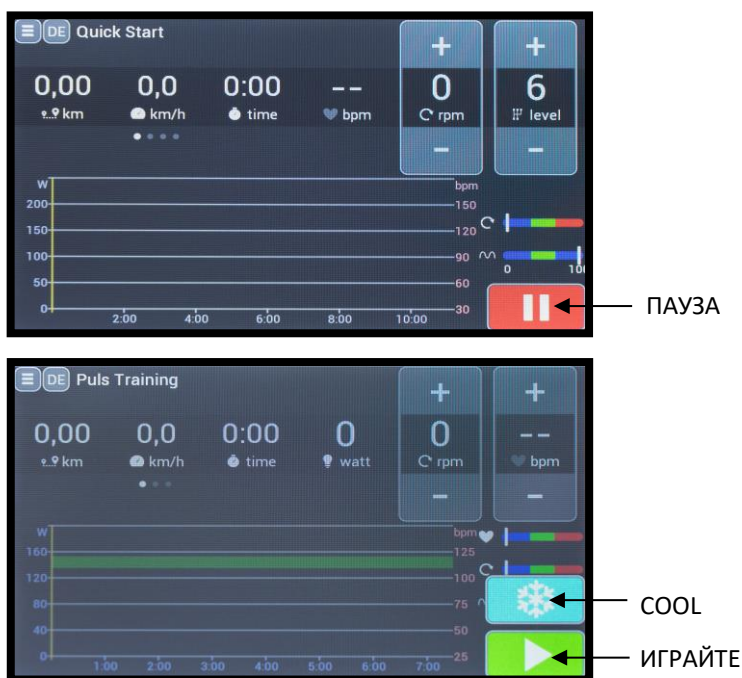 DE Quick Start
+ +
0,00 0,0 0:00 -- 0 6
km km/h time bpm rpm level
- -
W bpm
200 150
150 120
100 90
50 60
0 30
0 10
2:00 4:00 6:00 8:00 10:00
ПАУЗА
DE Puls Training
+ +
0,00 0,0 0:00 0 0 --
km km/h time watt rpm bpm
- -
W bpm
160 125
120 100
80 75
40 50
0 25
1:00 2:00 3:00 4:00 5:00 6:00 7:00
COOL
ИГРАЙТЕ